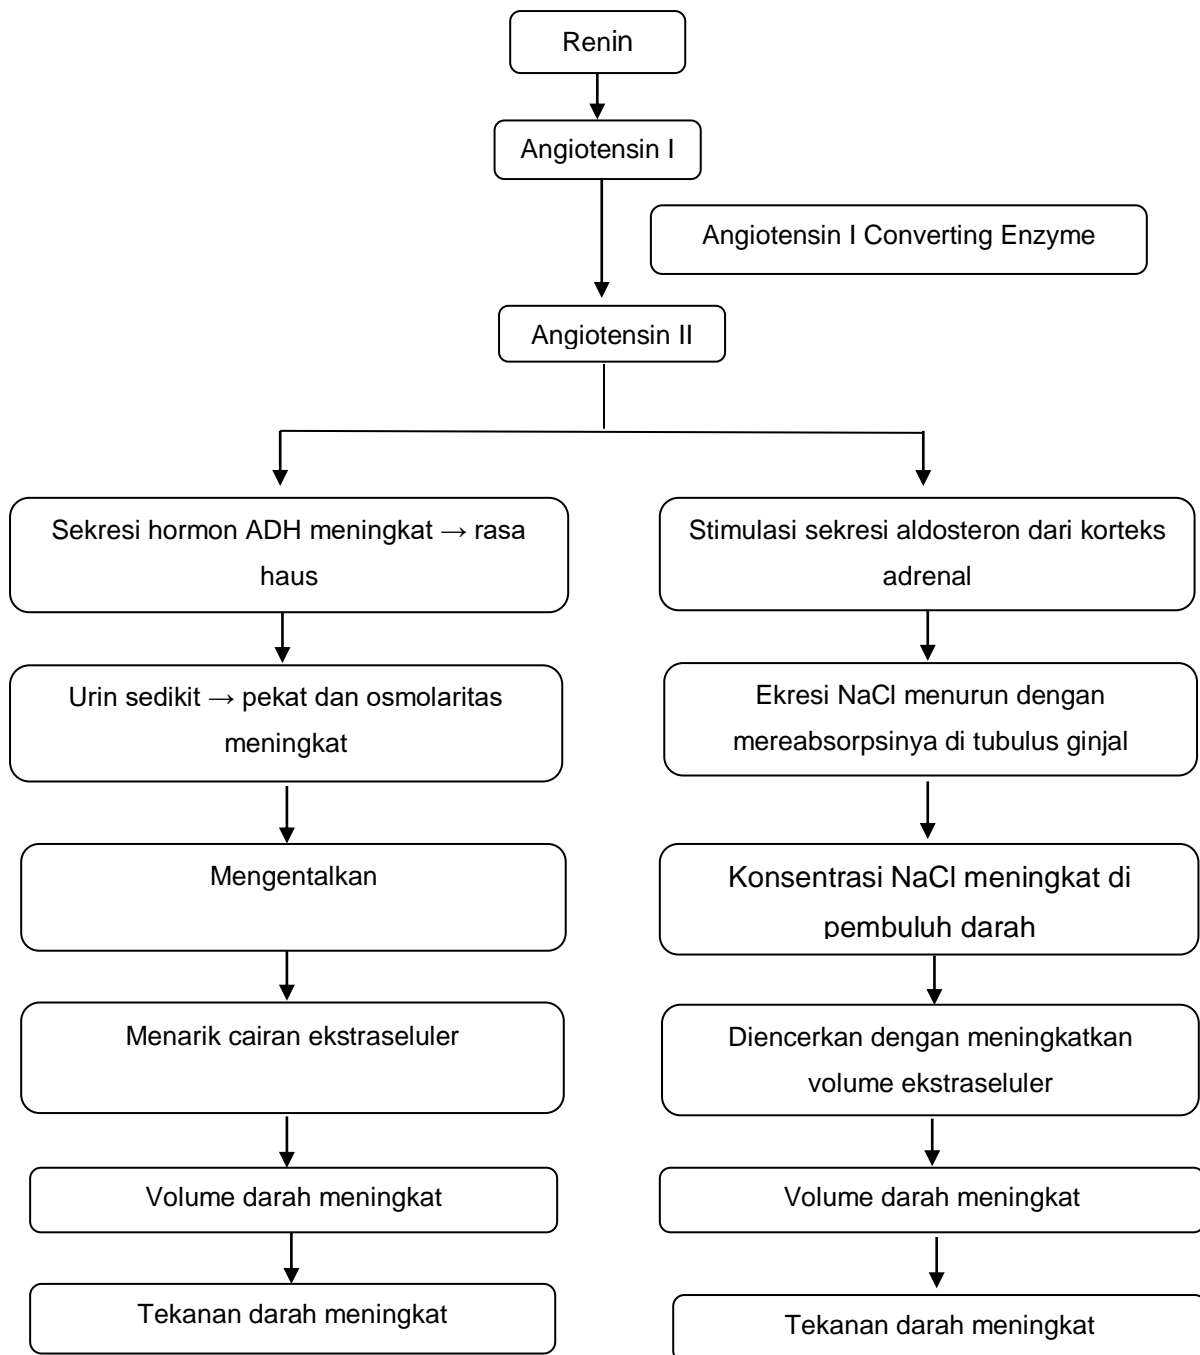 Renin
Angiotensin I
Angiotensin I Converting Enzyme
Angiotensin II
Sekresi hormon ADH meningkat → rasa
haus
Urin sedikit → pekat dan osmolaritas
meningkat
Mengentalkan
Menarik cairan ekstraseluler
Volume darah meningkat
Tekanan darah meningkat
Stimulasi sekresi aldosteron dari korteks
adrenal
Ekresi NaCl menurun dengan
mereabsorpsinya di tubulus ginjal
Konsentrasi NaCl meningkat di
pembuluh darah
Diencerkan dengan meningkatkan
volume ekstraseluler
Volume darah meningkat
Tekanan darah meningkat